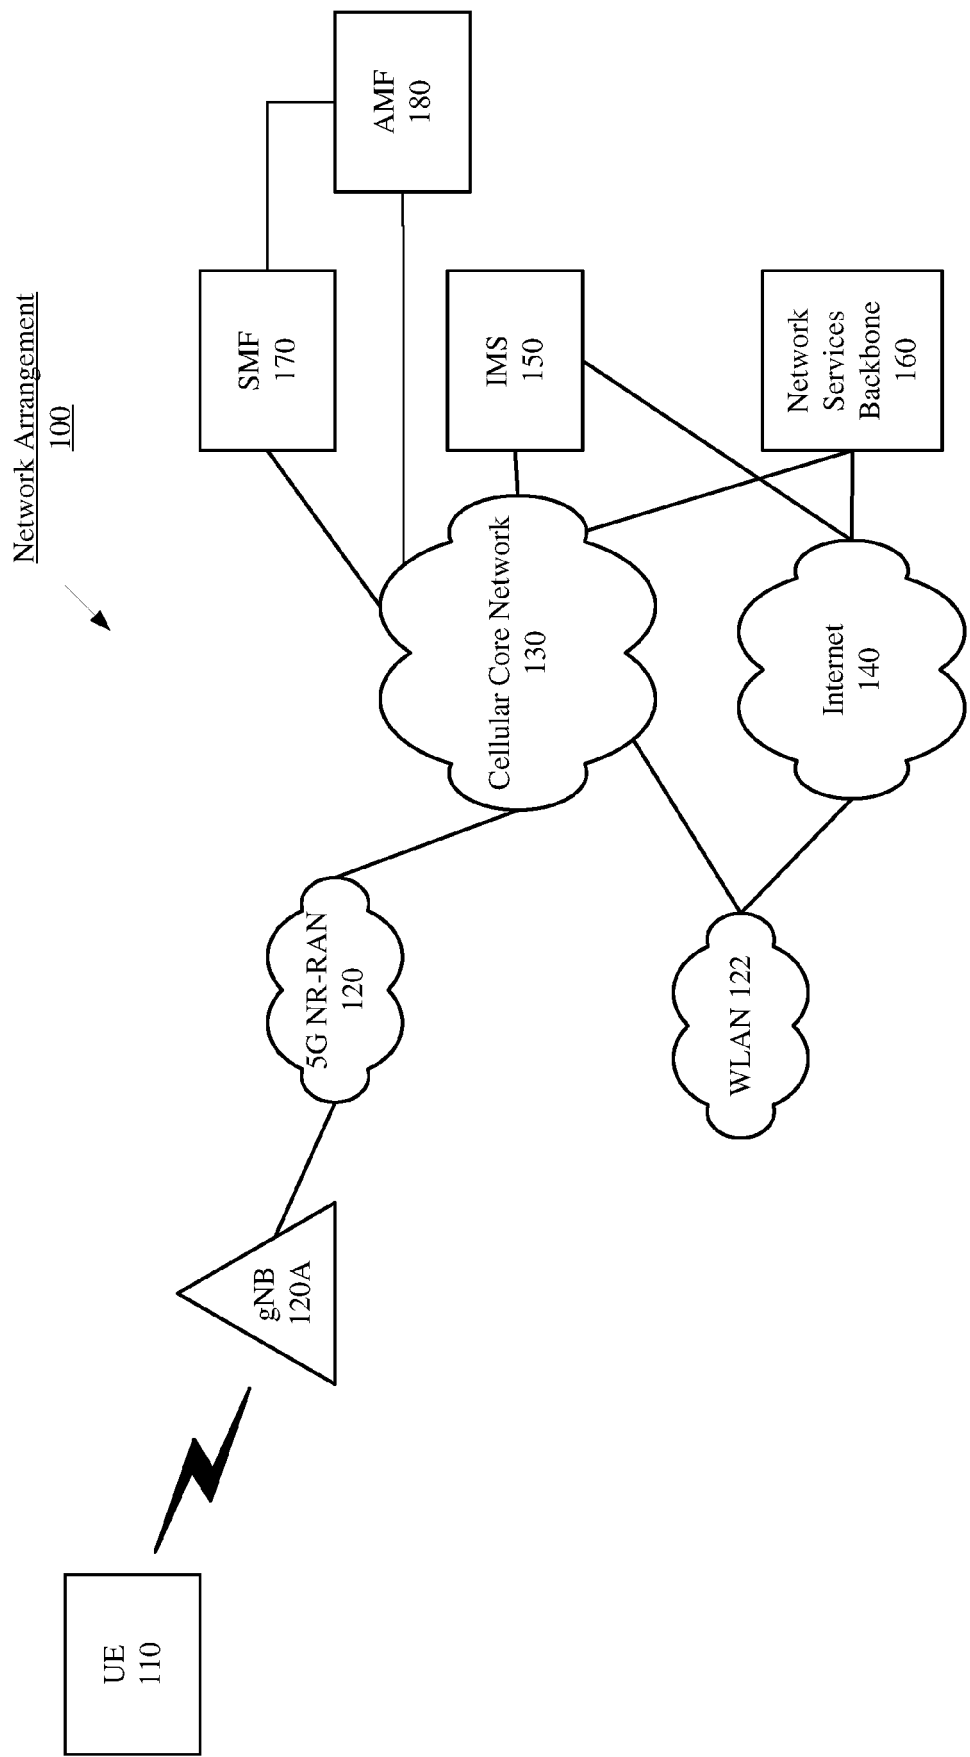 Network Arrangement
100
UE
110
gNB
120A
5G NR-RAN
120
WLAN 122
Cellular Core Network
130
Internet
140
SMF
170
AMF
180
IMS
150
Network
Services
Backbone
160